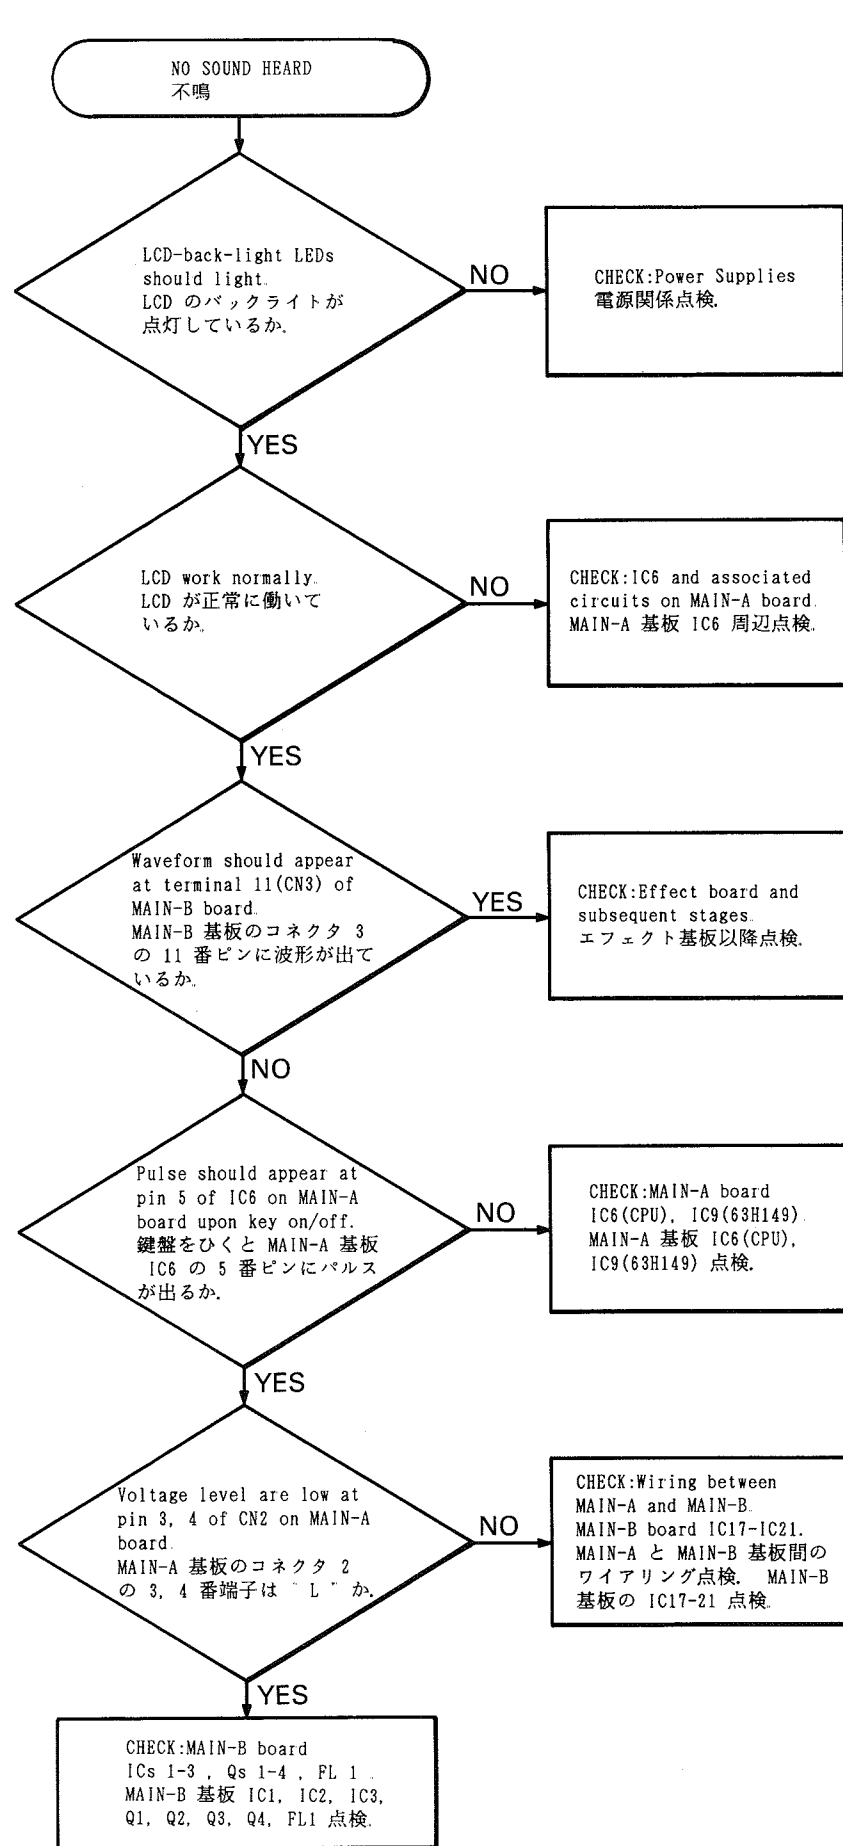 NO SOUND HEARD
不鳴
LCD-back-light LEDs
should light.
LCD のバックライトが
点灯しているか.
NO
CHECK:Power Supplies
電源関係点検.
YES
LCD work normally.
LCD が正常に働いて
いるか.
NO
CHECK:IC6 and associated
circuits on MAIN-A board.
MAIN-A 基板 IC6 周辺点検.
YES
Waveform should appear
at terminal 11(CN3) of
MAIN-B board.
MAIN-B 基板のコネクタ 3
の 11 番ピンに波形が出て
いるか.
YES
CHECK:Effect board and
subsequent stages.
エフェクト基板以降点検.
NO
Pulse should appear at
pin 5 of IC6 on MAIN-A
board upon key on/off.
鍵盤をひくと MAIN-A 基板
IC6 の 5 番ピンにパルス
が出るか.
NO
CHECK:MAIN-A board
IC6(CPU), IC9(63H149).
MAIN-A 基板 IC6(CPU),
IC9(63H149) 点検.
YES
Voltage level are low at
pin 3, 4 of CN2 on MAIN-A
board.
MAIN-A 基板のコネクタ 2
の 3, 4 番端子は "L" か.
NO
CHECK:Wiring between
MAIN-A and MAIN-B.
MAIN-B board IC17-IC21.
MAIN-A と MAIN-B 基板間の
ワイアリング点検. MAIN-B
基板の IC17-21 点検.
YES
CHECK:MAIN-B board
ICs 1-3 , Qs 1-4 , FL 1 .
MAIN-B 基板 IC1, IC2, IC3,
Q1, Q2, Q3, Q4, FL1 点検.